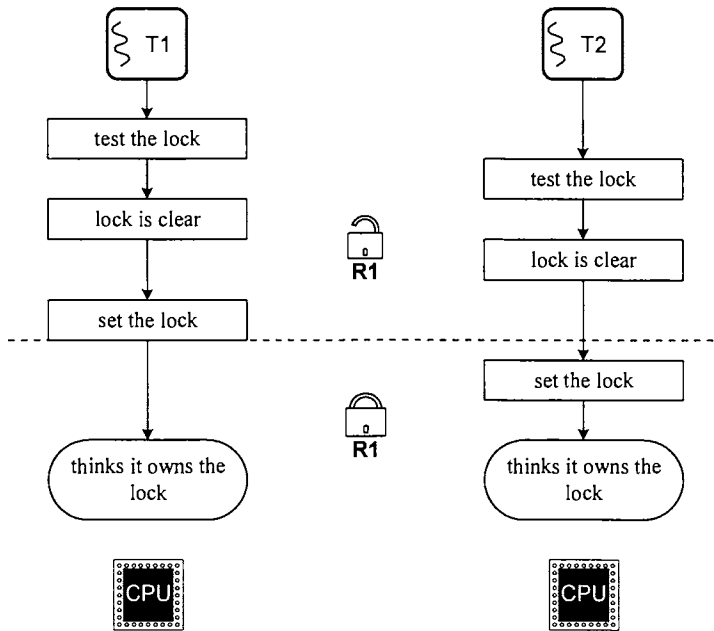 T1
T2
test the lock
test the lock
lock is clear
lock is clear
R1
set the lock
set the lock
R1
thinks it owns the
lock
thinks it owns the
lock
CPU
CPU